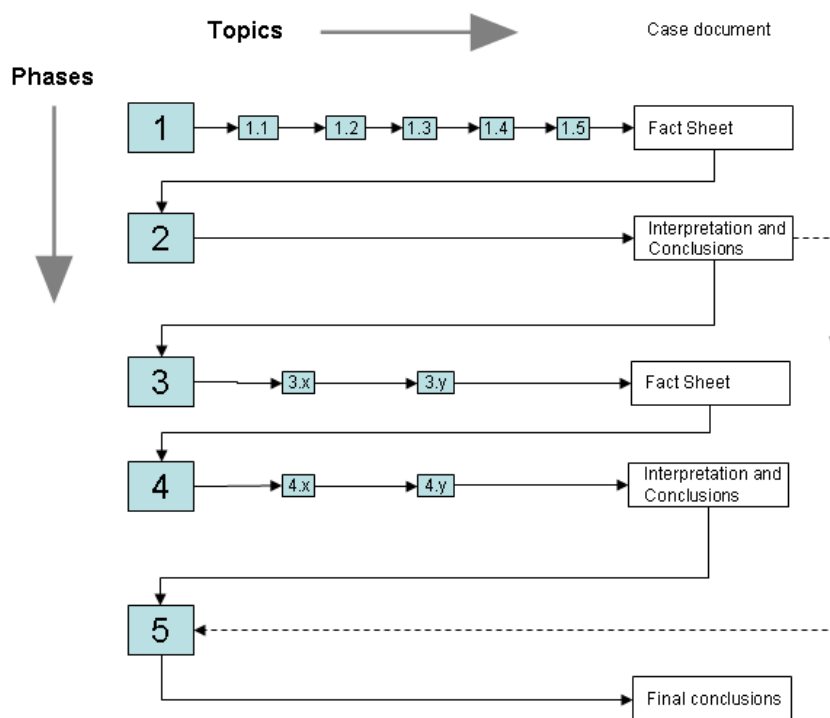 Topics
Case document
Phases
1
1.1
1.2
1.3
1.4
1.5
Fact Sheet
2
Interpretation and
Conclusions
3
3.x
3.y
Fact Sheet
4
4.x
4.y
Interpretation and
Conclusions
5
Final conclusions